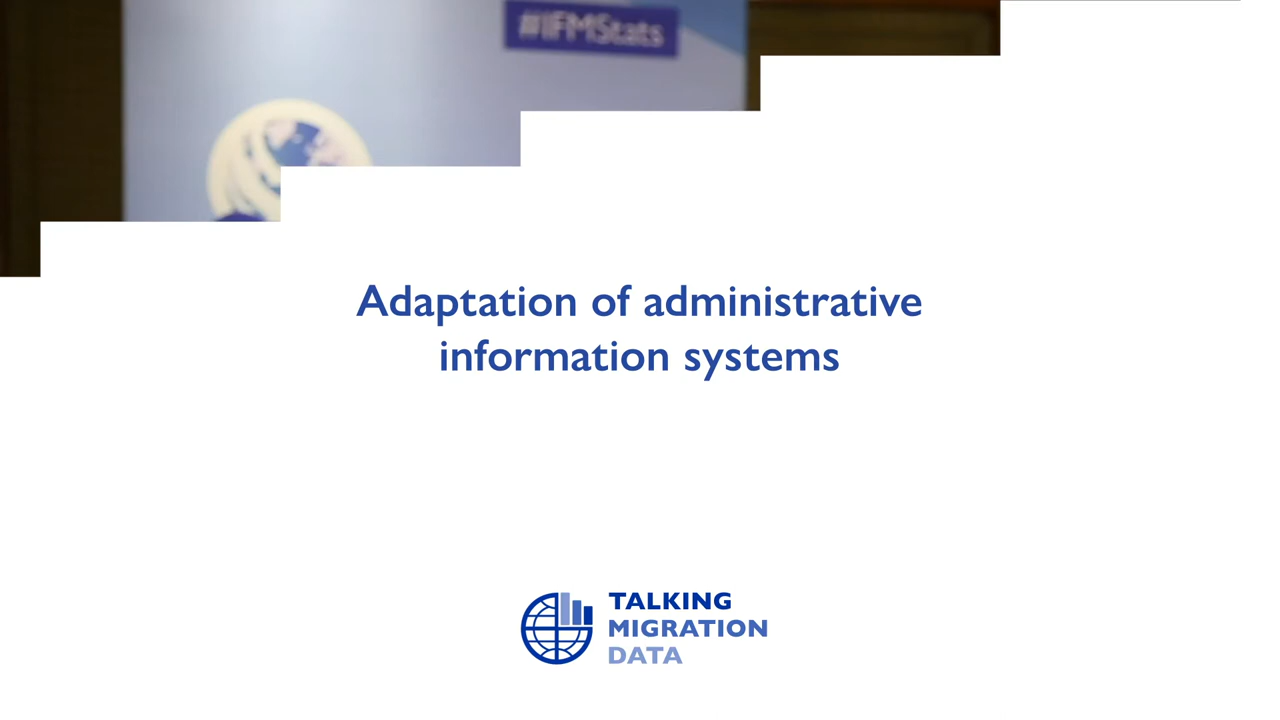 #IFMStats
Adaptation of administrative
information systems
TALKING
MIGRATION
DATA